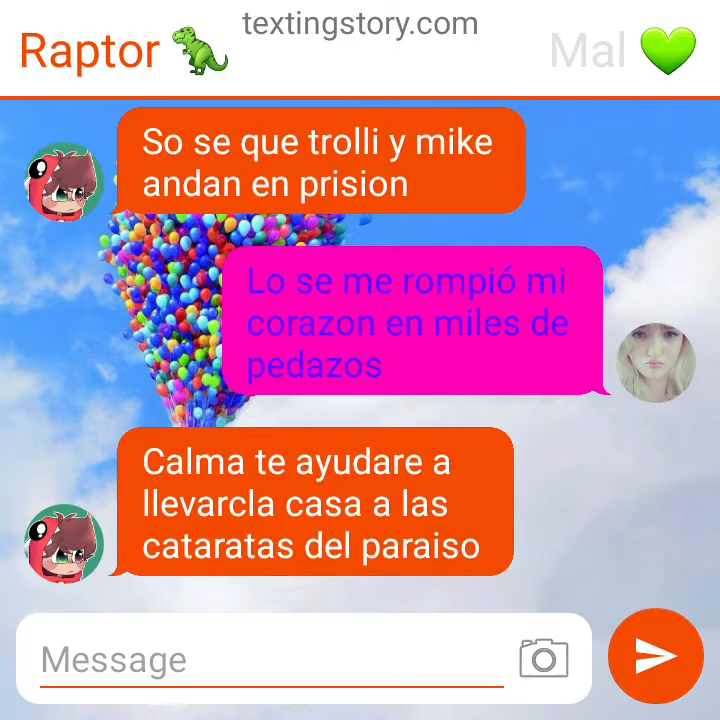 textingstory.com
Raptor 🦖
Mal 💚
So se que trolli y mike
andan en prision
Lo se me rompió mi
corazon en miles de
pedazos
Calma te ayudare a
llevarcla casa a las
cataratas del paraiso
Message